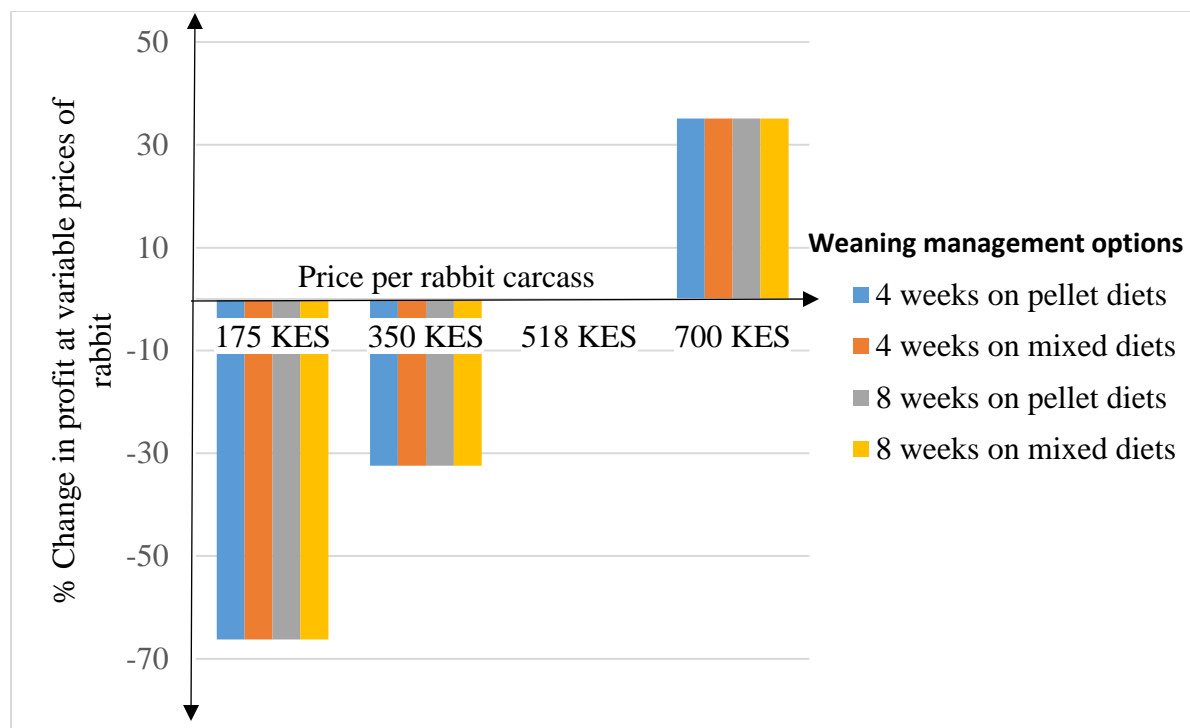 % Change in profit at variable prices of
rabbit
50
30
10
-10
-30
-50
-70
Price per rabbit carcass
175 KES
350 KES
518 KES
700 KES
Weaning management options
4 weeks on pellet diets
4 weeks on mixed diets
8 weeks on pellet diets
8 weeks on mixed diets